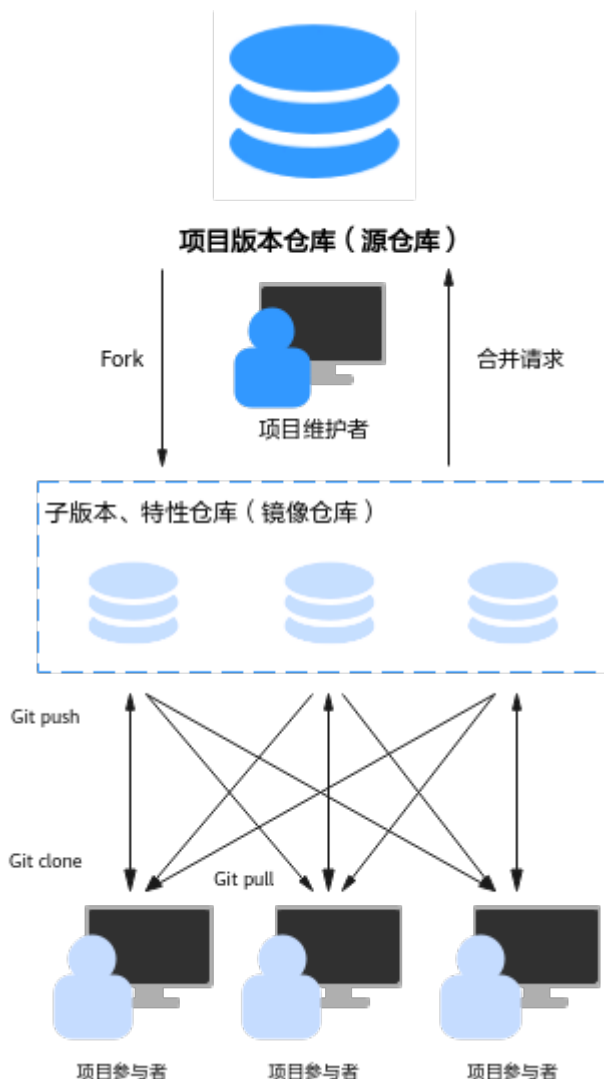 项目版本仓库（源仓库）
Fork
合并请求
项目维护者
子版本、特性仓库（镜像仓库）
Git push
Git clone
Git pull
项目参与者
项目参与者
项目参与者